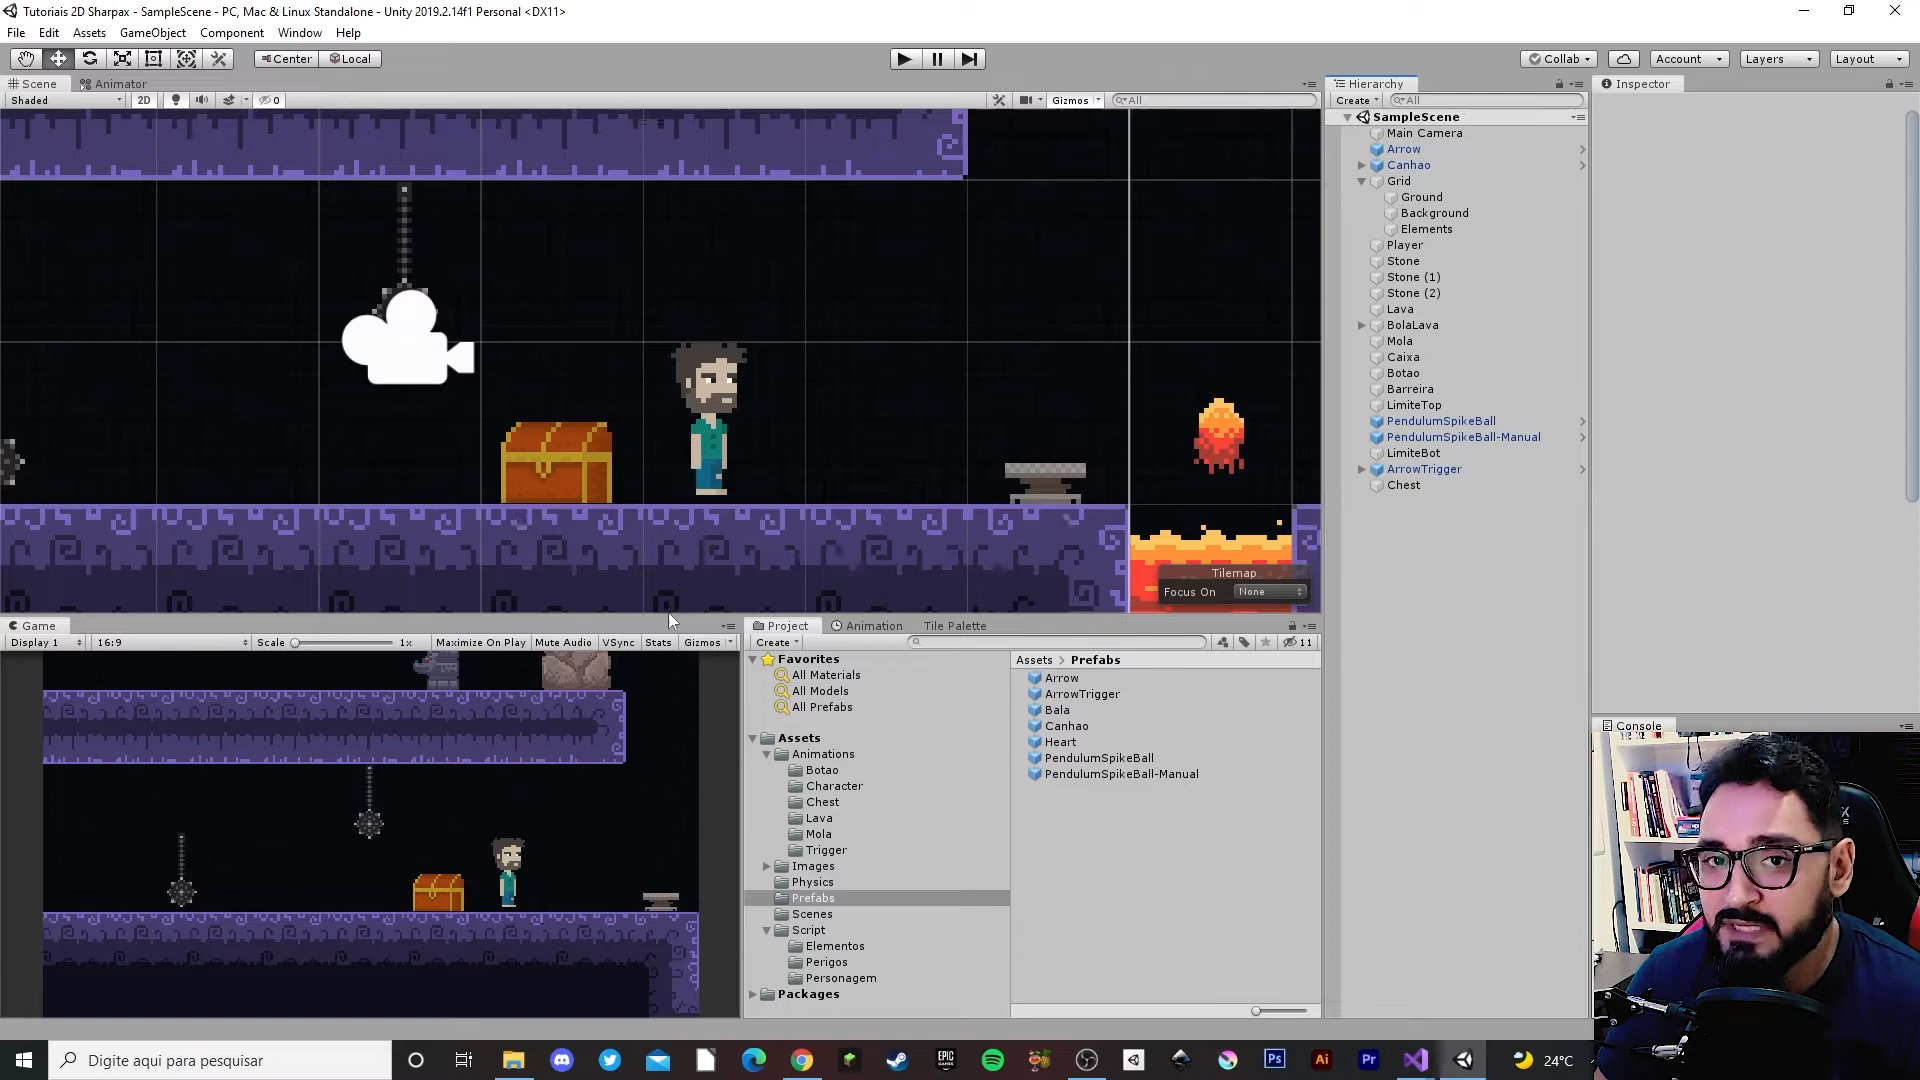 Tutoriais 2D Sharpax - SampleScene - PC, Mac & Linux Standalone - Unity 2019.2.14f1 Personal <DX11>
File Edit Assets GameObject Component Window Help
Center Local Collab Account Layers Layout
Scene Animator
Shaded 2D 0 Gizmos All
Tilemap
Focus On None
Hierarchy
Create All
SampleScene
Main Camera
Arrow
Canhao
Grid
Ground
Background
Elements
Player
Stone
Stone (1)
Stone (2)
Lava
BolaLava
Mola
Caixa
Botao
Barreira
LimiteTop
PendulumSpikeBall
PendulumSpikeBall-Manual
LimiteBot
ArrowTrigger
Chest
Inspector
Console
Game
Display 1 16:9 Scale 1x Maximize On Play Mute Audio VSync Stats Gizmos
Project Animation Tile Palette
Create 11
Favorites
All Materials
All Models
All Prefabs
Assets
Animations
Botao
Character
Chest
Lava
Mola
Trigger
Images
Physics
Prefabs
Scenes
Script
Elementos
Perigos
Personagem
Packages
Assets > Prefabs
Arrow
ArrowTrigger
Bala
Canhao
Heart
PendulumSpikeBall
PendulumSpikeBall-Manual
Digite aqui para pesquisar
EPIC GAMES
Ps
Ai
Pr
24°C